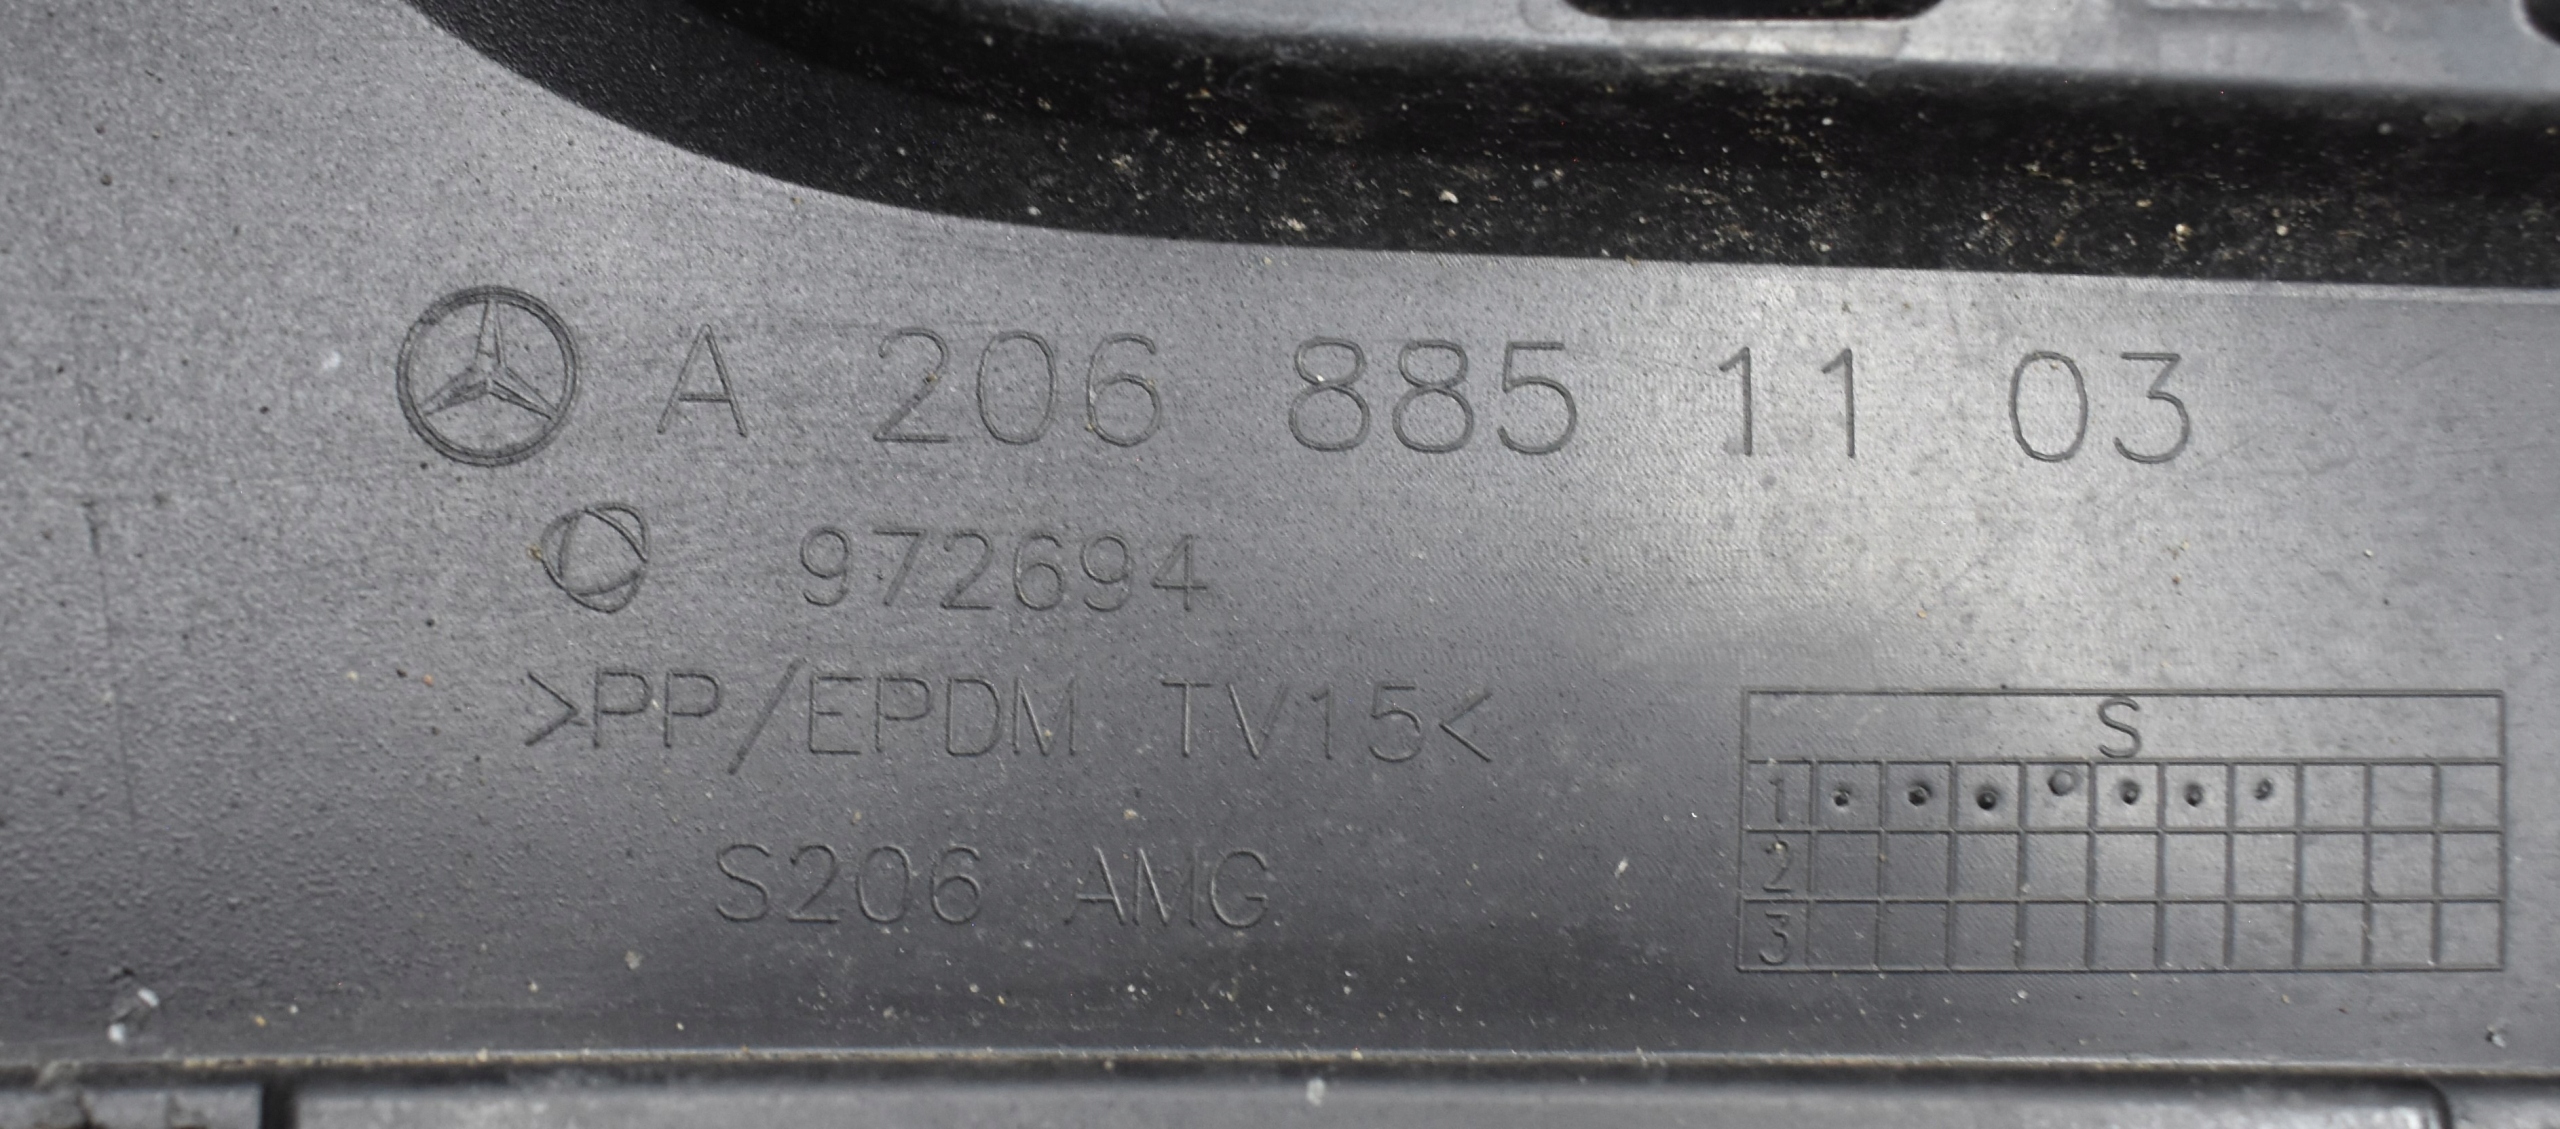 A 206 885 11 03
972694
>PP/EPDM TV15<
S206 AMG
S
1
2
3